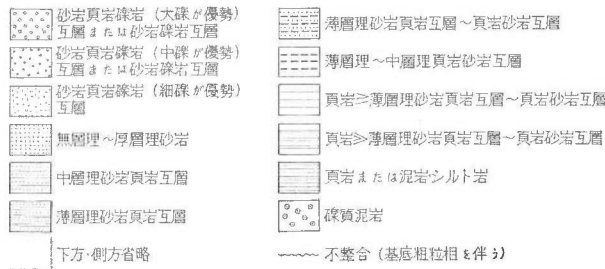 砂岩頁岩礫岩 (大礫が優勢)
互層または砂岩礫岩互層
砂岩頁岩礫岩 (中礫が優勢)
互層または砂岩礫岩互層
砂岩頁岩礫岩 (細礫が優勢)
互層
無層理~厚層理砂岩
中層理砂岩頁岩互層
薄層理砂岩頁岩互層
下方·側方省略
薄層理砂岩頁岩互層~頁岩砂岩互層
薄層理~中層理頁岩砂岩互層
頁岩≥薄層理砂岩頁岩互層~頁岩砂岩互層
頁岩≫薄層理砂岩頁岩互層~頁岩砂岩互層
頁岩または泥岩·シルト岩
礫質泥岩
不整合 (基底粗粒相を伴う)